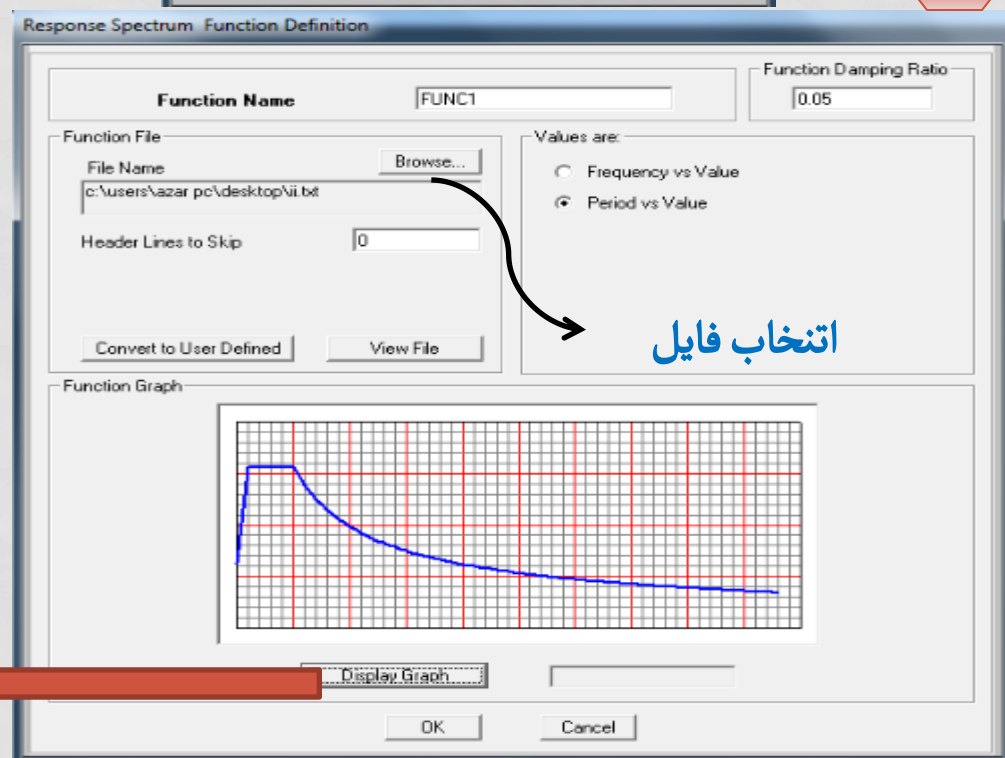 Response Spectrum Function Definition
Function Name
FUNC1
Function Damping Ratio
0.05
Function File
File Name
Browse...
c:\users\azar pc\desktop\ii.txt
Header Lines to Skip
0
Convert to User Defined
View File
Values are:
Frequency vs Value
Period vs Value
اتنخاب فایل
Function Graph
Display Graph
OK
Cancel